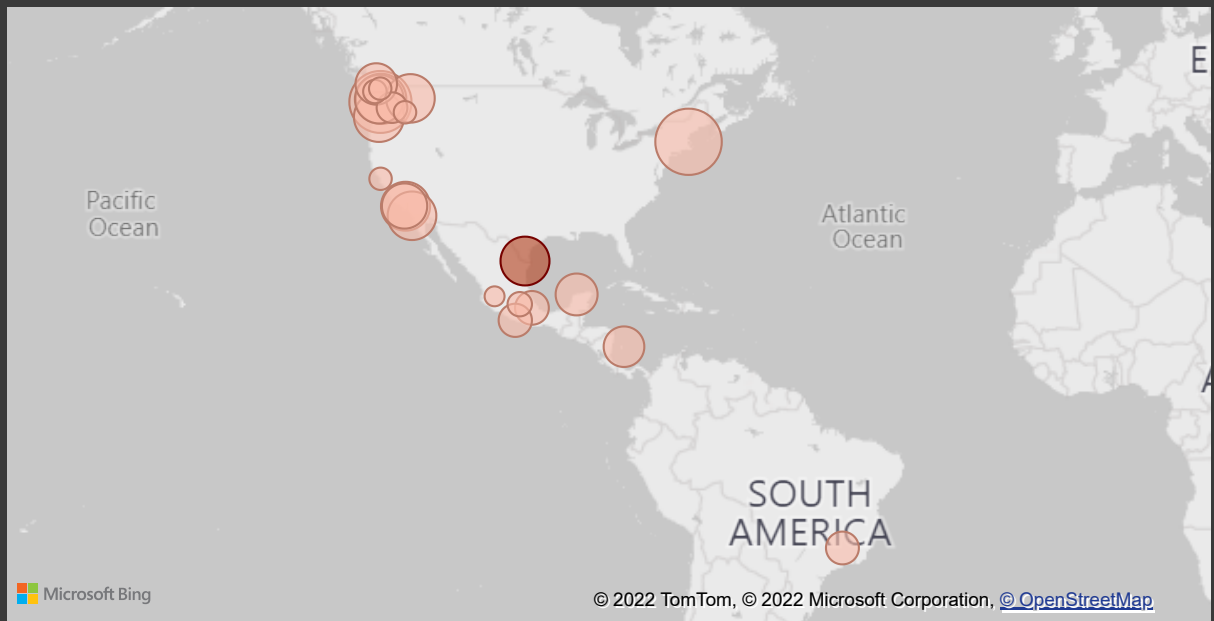 E
Pacific
Ocean
Atlantic
Ocean
A
SOUTH
AMERICA
Microsoft Bing
© 2022 TomTom, © 2022 Microsoft Corporation, © OpenStreetMap